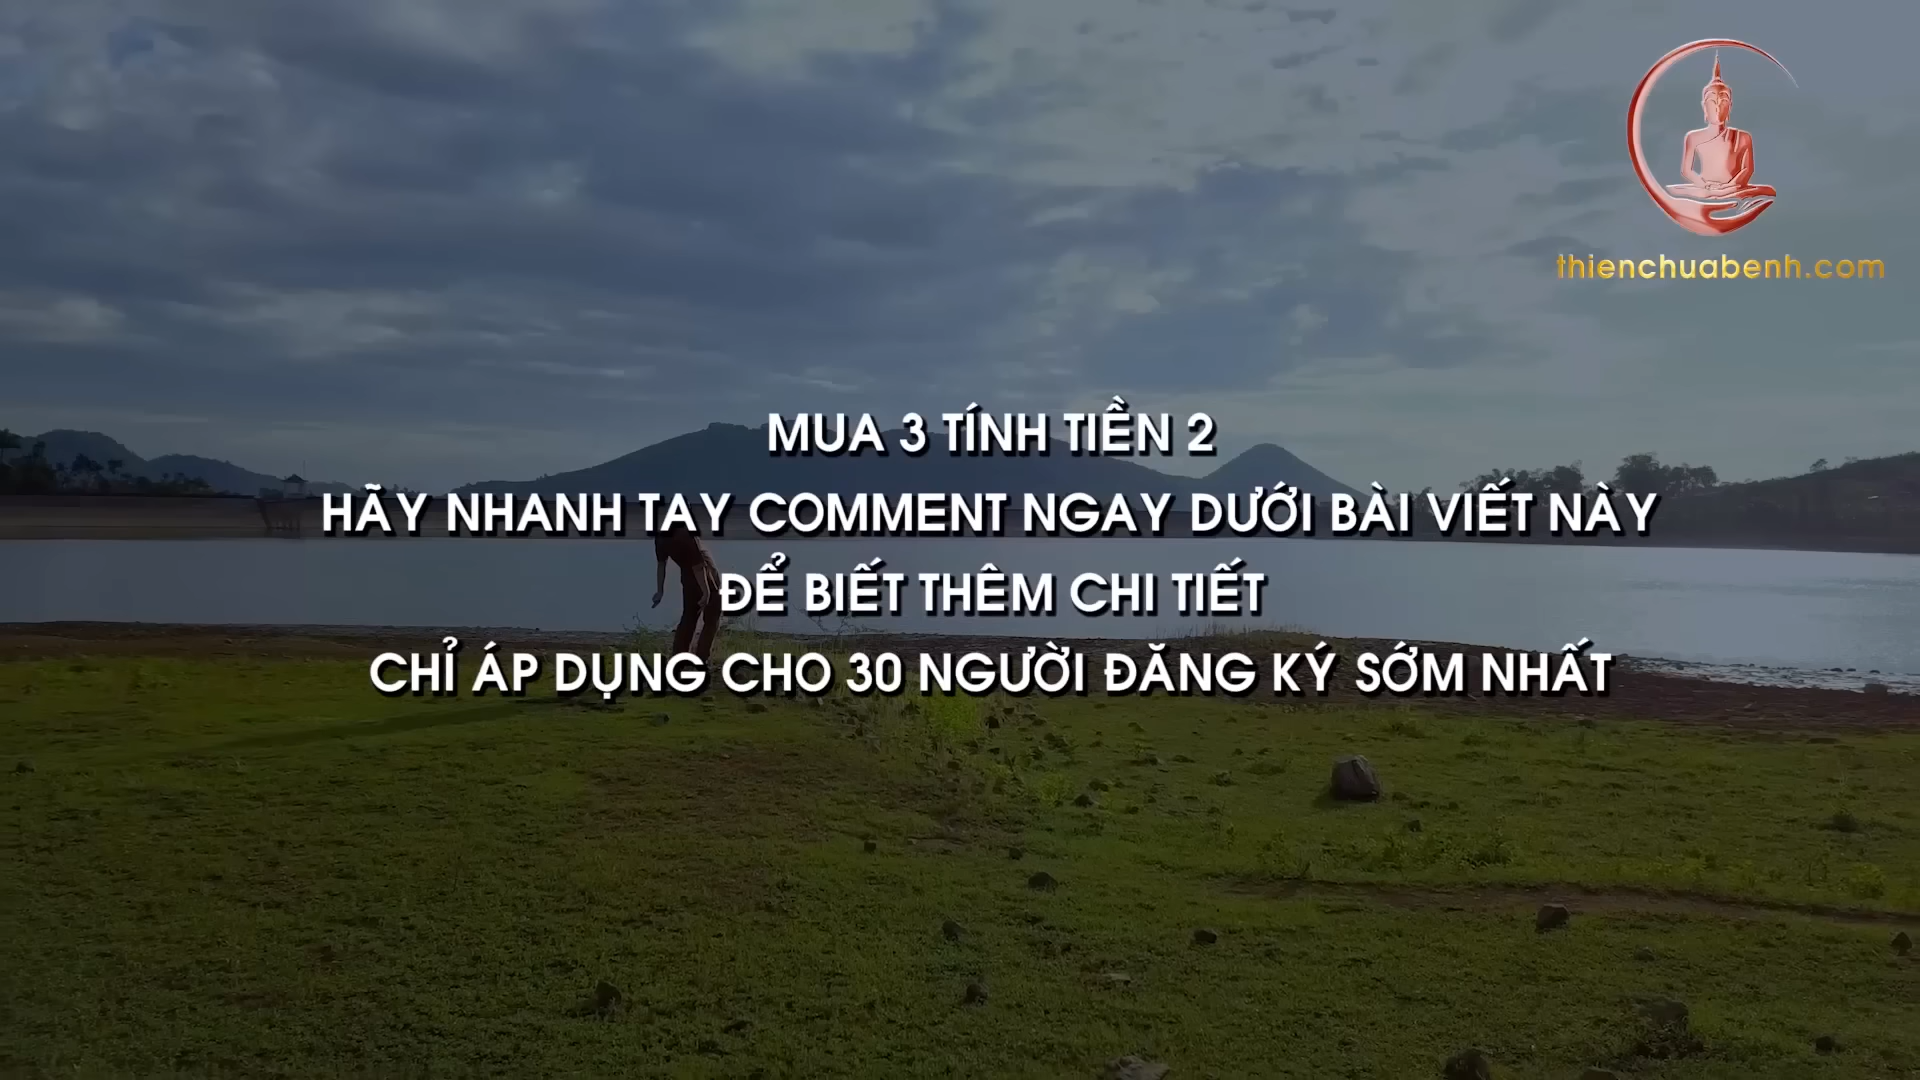 thienchuabenh.com
MUA 3 TÍNH TIỀN 2
HÃY NHANH TAY COMMENT NGAY DƯỚI BÀI VIẾT NÀY
ĐỂ BIẾT THÊM CHI TIẾT
CHỈ ÁP DỤNG CHO 30 NGƯỜI ĐĂNG KÝ SỚM NHẤT